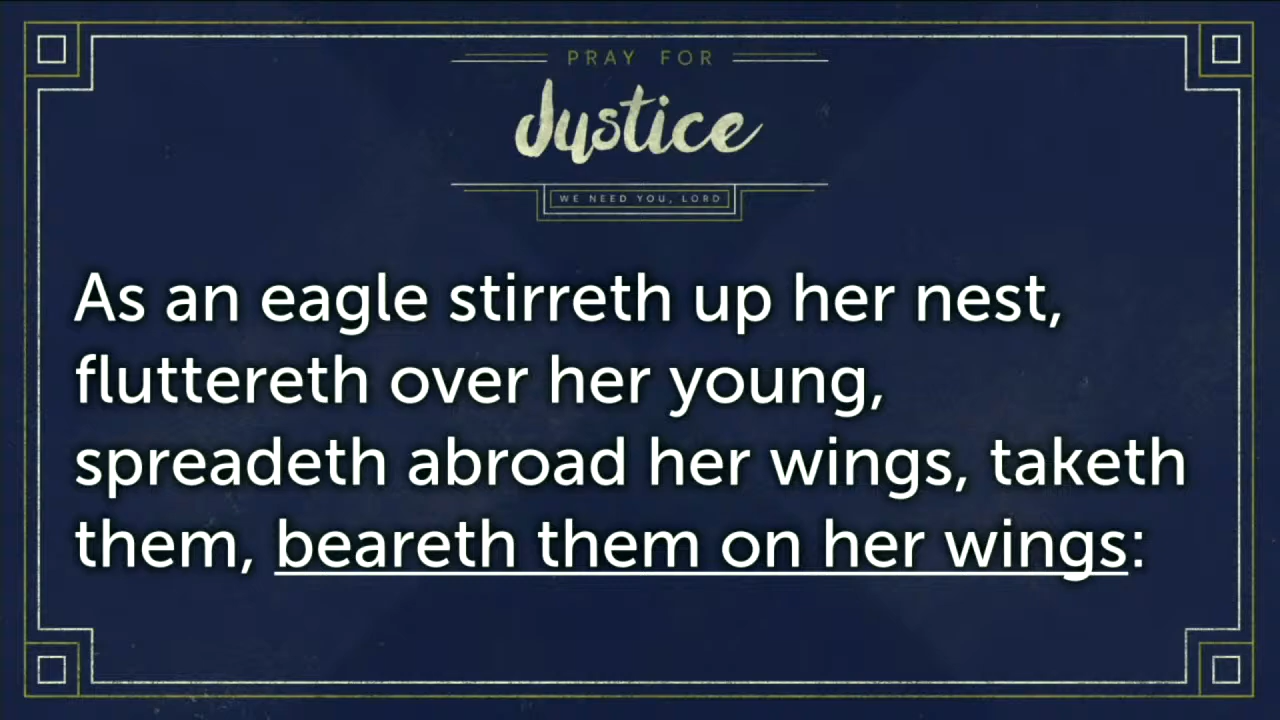 PRAY FOR
Justice
WE NEED YOU, LORD
As an eagle stirreth up her nest,
fluttereth over her young,
spreadeth abroad her wings, taketh
them, beareth them on her wings: